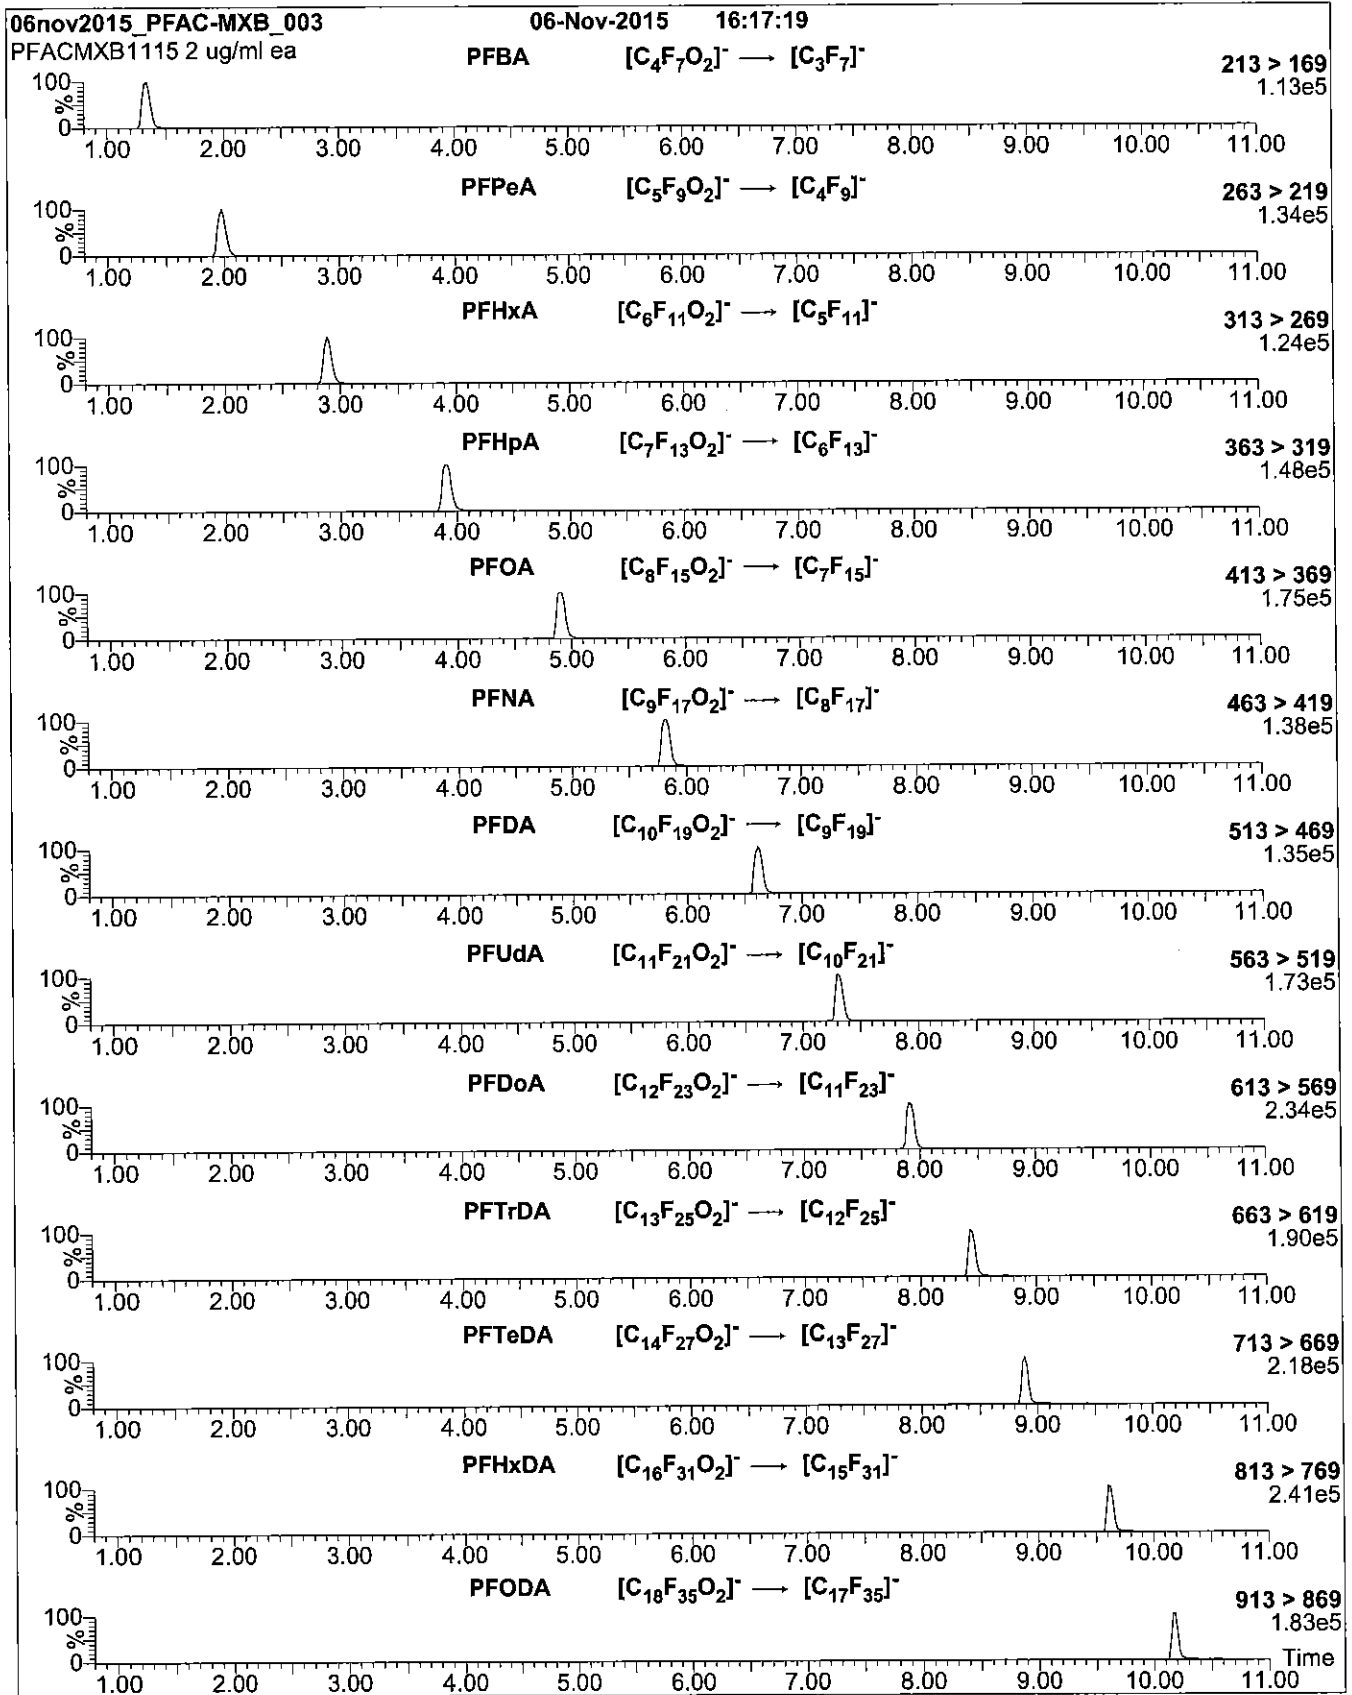 06nov2015_PFAC-MXB_003 06-Nov-2015 16:17:19
PFACMXB1115 2 ug/ml ea
PFBA [C4F7O2]- → [C3F7]- 213 > 169
1.13e5
100
%
0
1.00 2.00 3.00 4.00 5.00 6.00 7.00 8.00 9.00 10.00 11.00
PFPeA [C5F9O2]- → [C4F9]- 263 > 219
1.34e5
100
%
0
1.00 2.00 3.00 4.00 5.00 6.00 7.00 8.00 9.00 10.00 11.00
PFHxA [C6F11O2]- → [C5F11]- 313 > 269
1.24e5
100
%
0
1.00 2.00 3.00 4.00 5.00 6.00 7.00 8.00 9.00 10.00 11.00
PFHpA [C7F13O2]- → [C6F13]- 363 > 319
1.48e5
100
%
0
1.00 2.00 3.00 4.00 5.00 6.00 7.00 8.00 9.00 10.00 11.00
PFOA [C8F15O2]- → [C7F15]- 413 > 369
1.75e5
100
%
0
1.00 2.00 3.00 4.00 5.00 6.00 7.00 8.00 9.00 10.00 11.00
PFNA [C9F17O2]- → [C8F17]- 463 > 419
1.38e5
100
%
0
1.00 2.00 3.00 4.00 5.00 6.00 7.00 8.00 9.00 10.00 11.00
PFDA [C10F19O2]- → [C9F19]- 513 > 469
1.35e5
100
%
0
1.00 2.00 3.00 4.00 5.00 6.00 7.00 8.00 9.00 10.00 11.00
PFUdA [C11F21O2]- → [C10F21]- 563 > 519
1.73e5
100
%
0
1.00 2.00 3.00 4.00 5.00 6.00 7.00 8.00 9.00 10.00 11.00
PFDoA [C12F23O2]- → [C11F23]- 613 > 569
2.34e5
100
%
0
1.00 2.00 3.00 4.00 5.00 6.00 7.00 8.00 9.00 10.00 11.00
PFTrDA [C13F25O2]- → [C12F25]- 663 > 619
1.90e5
100
%
0
1.00 2.00 3.00 4.00 5.00 6.00 7.00 8.00 9.00 10.00 11.00
PFTeDA [C14F27O2]- → [C13F27]- 713 > 669
2.18e5
100
%
0
1.00 2.00 3.00 4.00 5.00 6.00 7.00 8.00 9.00 10.00 11.00
PFHxDA [C16F31O2]- → [C15F31]- 813 > 769
2.41e5
100
%
0
1.00 2.00 3.00 4.00 5.00 6.00 7.00 8.00 9.00 10.00 11.00
PFODA [C18F35O2]- → [C17F35]- 913 > 869
1.83e5
100
%
0
Time
1.00 2.00 3.00 4.00 5.00 6.00 7.00 8.00 9.00 10.00 11.00